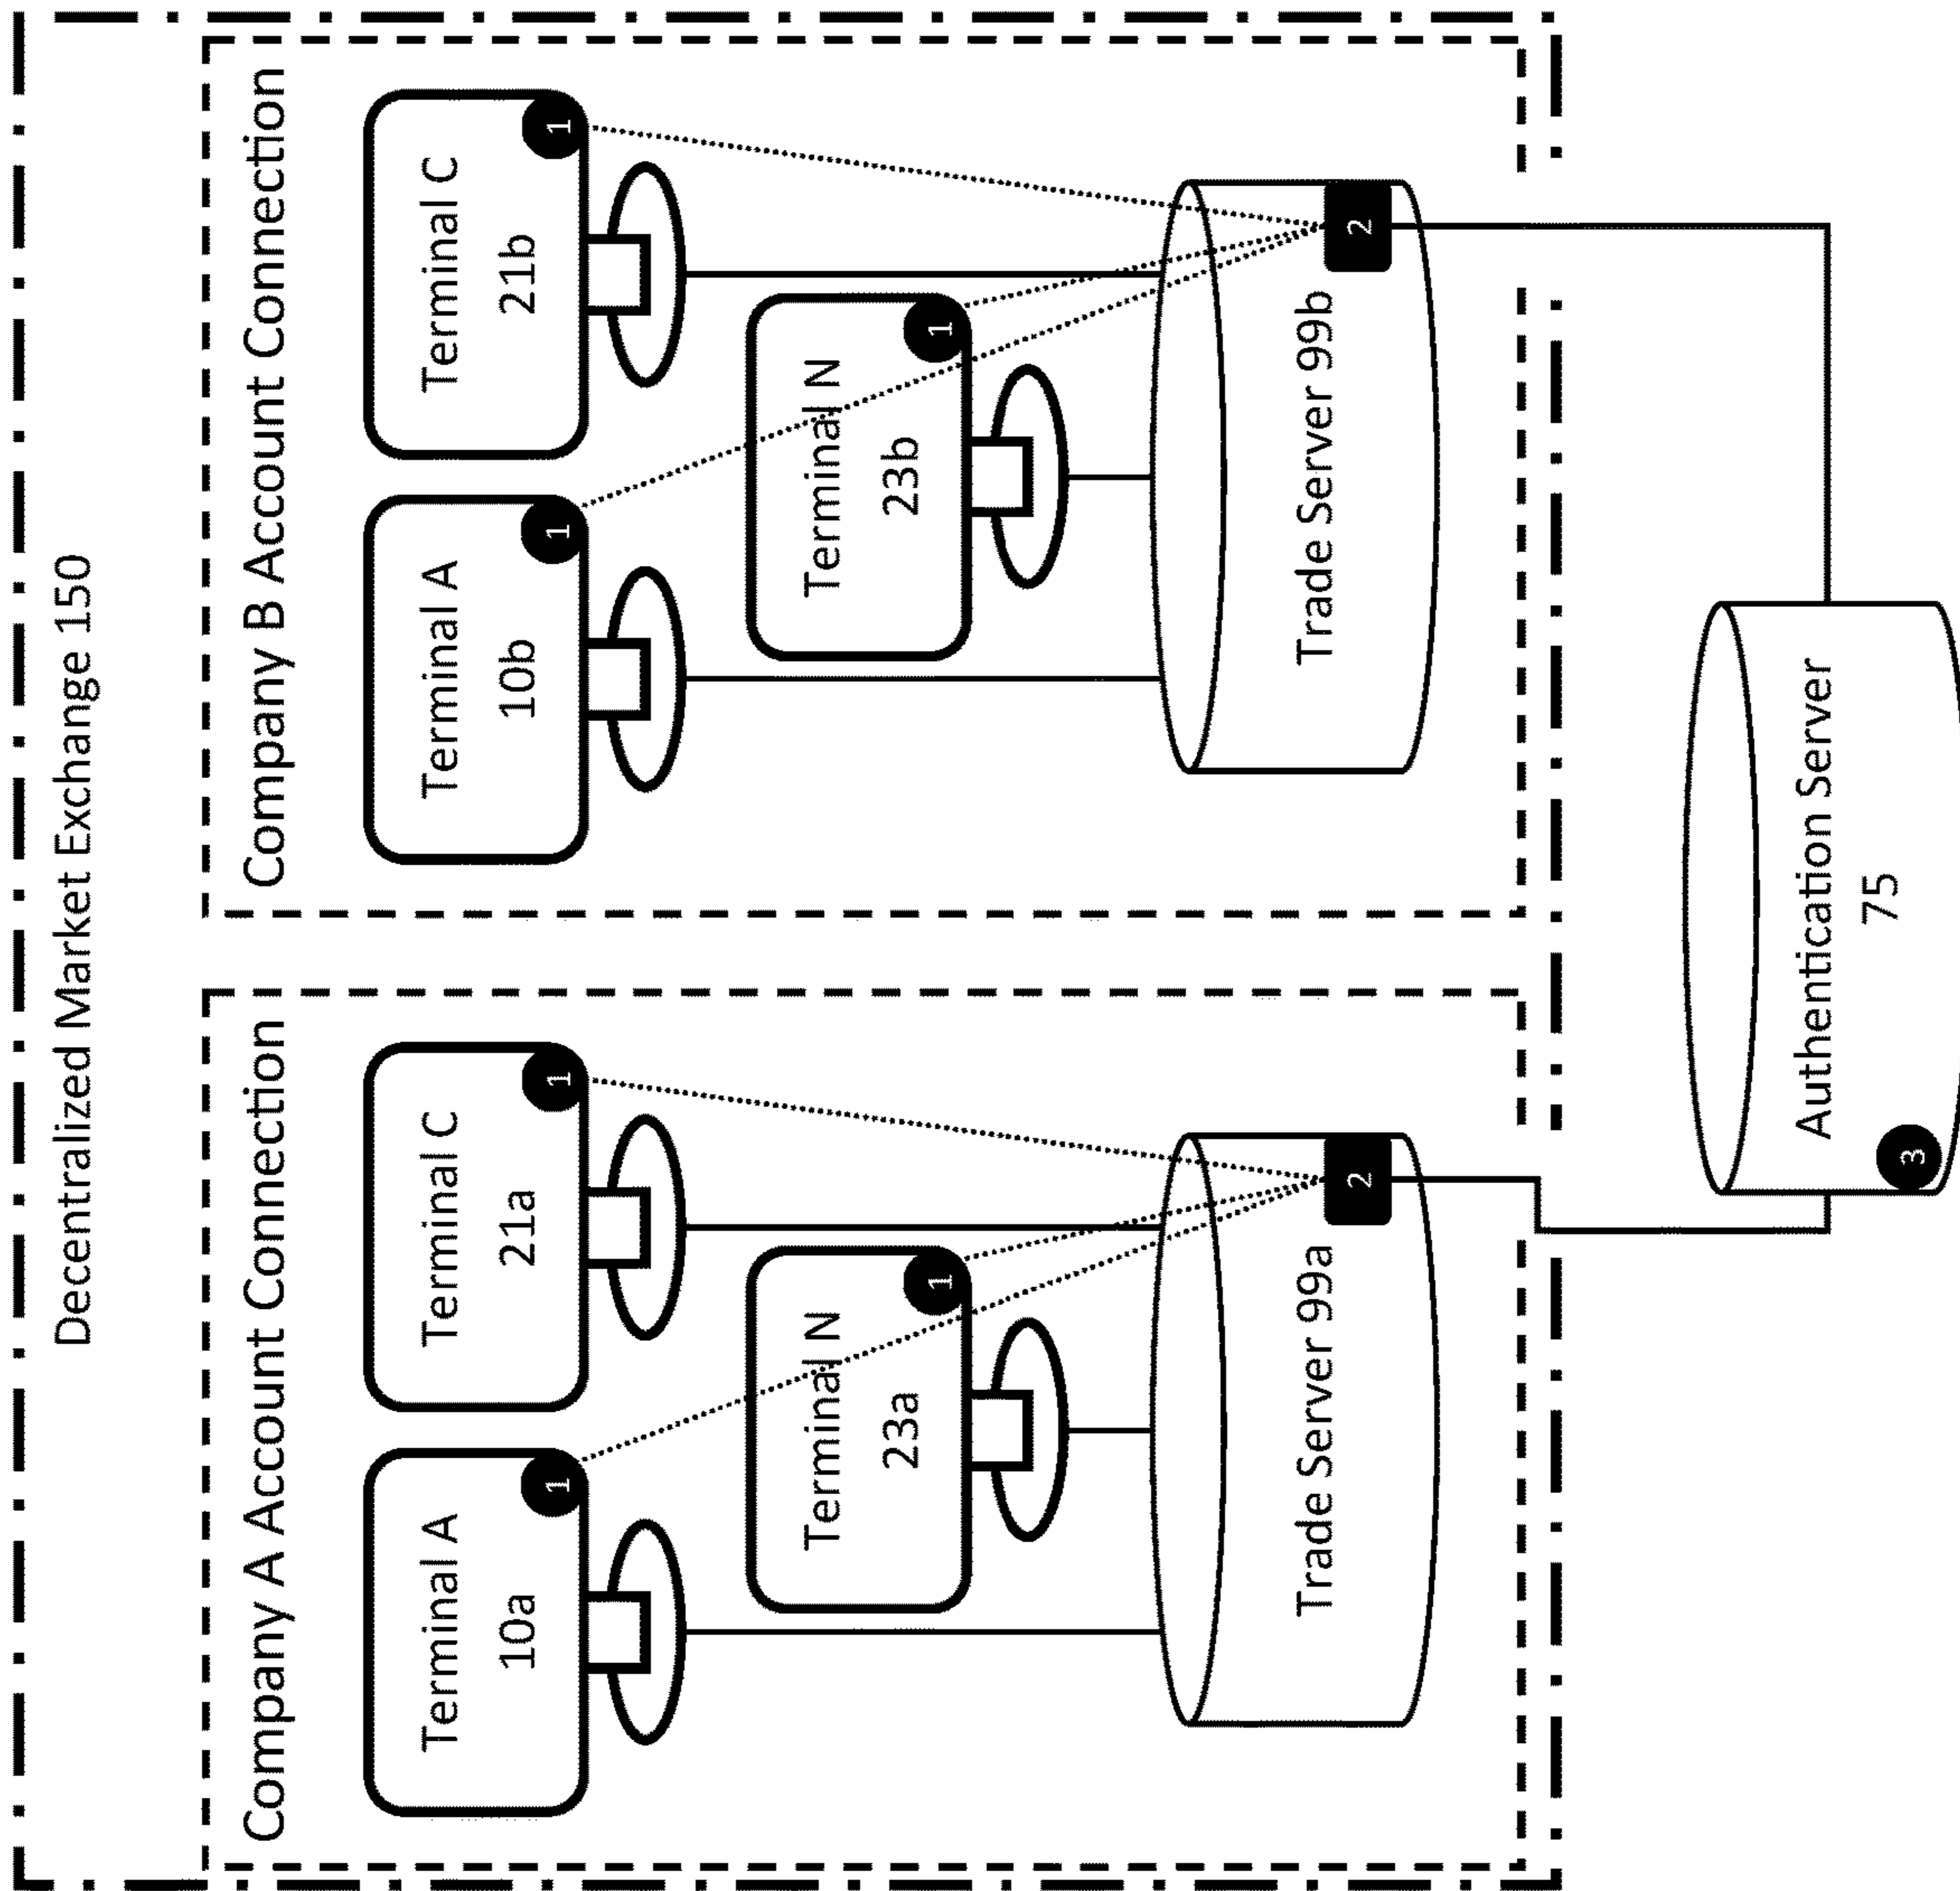 Decentralized Market Exchange 150
Company A Account Connection
Terminal A
10a
1
Terminal C
21a
1
Terminal N
23a
1
Trade Server 99a
2
Company B Account Connection
Terminal A
10b
1
Terminal C
21b
1
Terminal N
23b
1
Trade Server 99b
2
Authentication Server
75
3